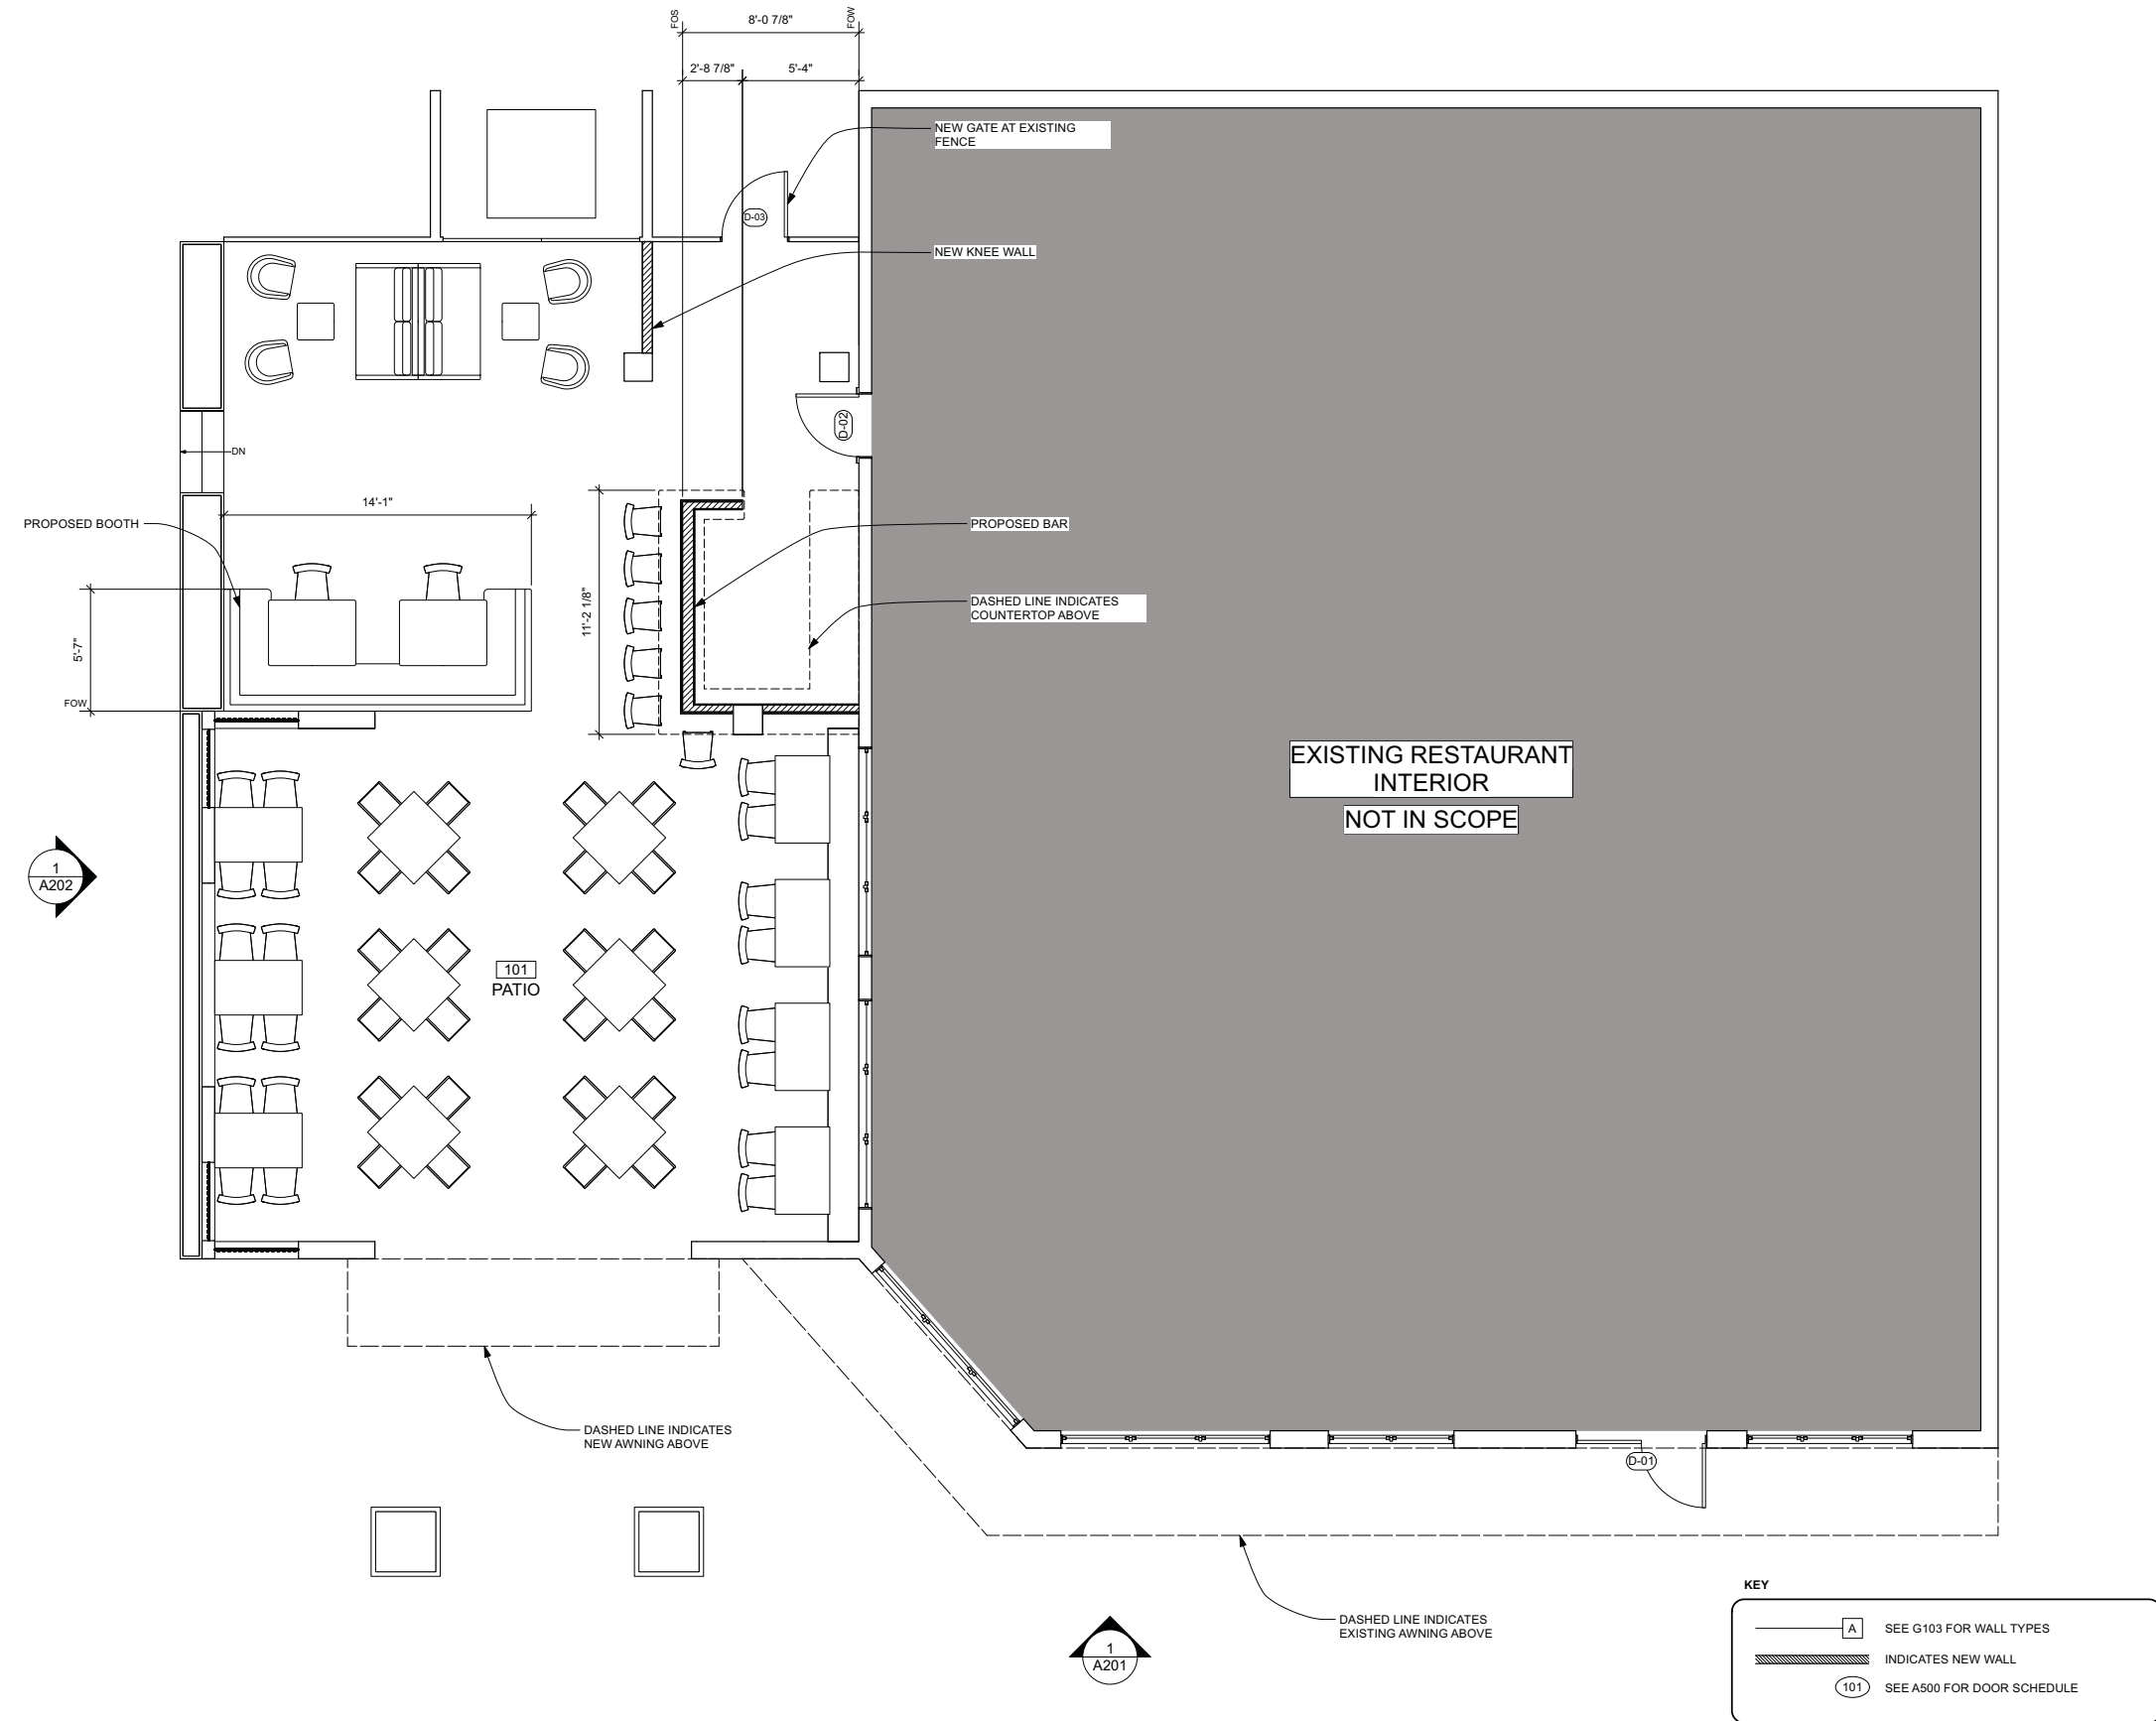 FOS
8'-0 7/8"
FOW
2'-8 7/8"
5'-4"
NEW GATE AT EXISTING
FENCE
D-03
NEW KNEE WALL
D-02
DN
14'-1"
PROPOSED BOOTH
PROPOSED BAR
11'-2 1/8"
DASHED LINE INDICATES
COUNTERTOP ABOVE
5'-7"
FOW
EXISTING RESTAURANT
INTERIOR
NOT IN SCOPE
1
A202
101
PATIO
DASHED LINE INDICATES
NEW AWNING ABOVE
D-01
DASHED LINE INDICATES
EXISTING AWNING ABOVE
1
A201
KEY
A SEE G103 FOR WALL TYPES
INDICATES NEW WALL
101 SEE A500 FOR DOOR SCHEDULE